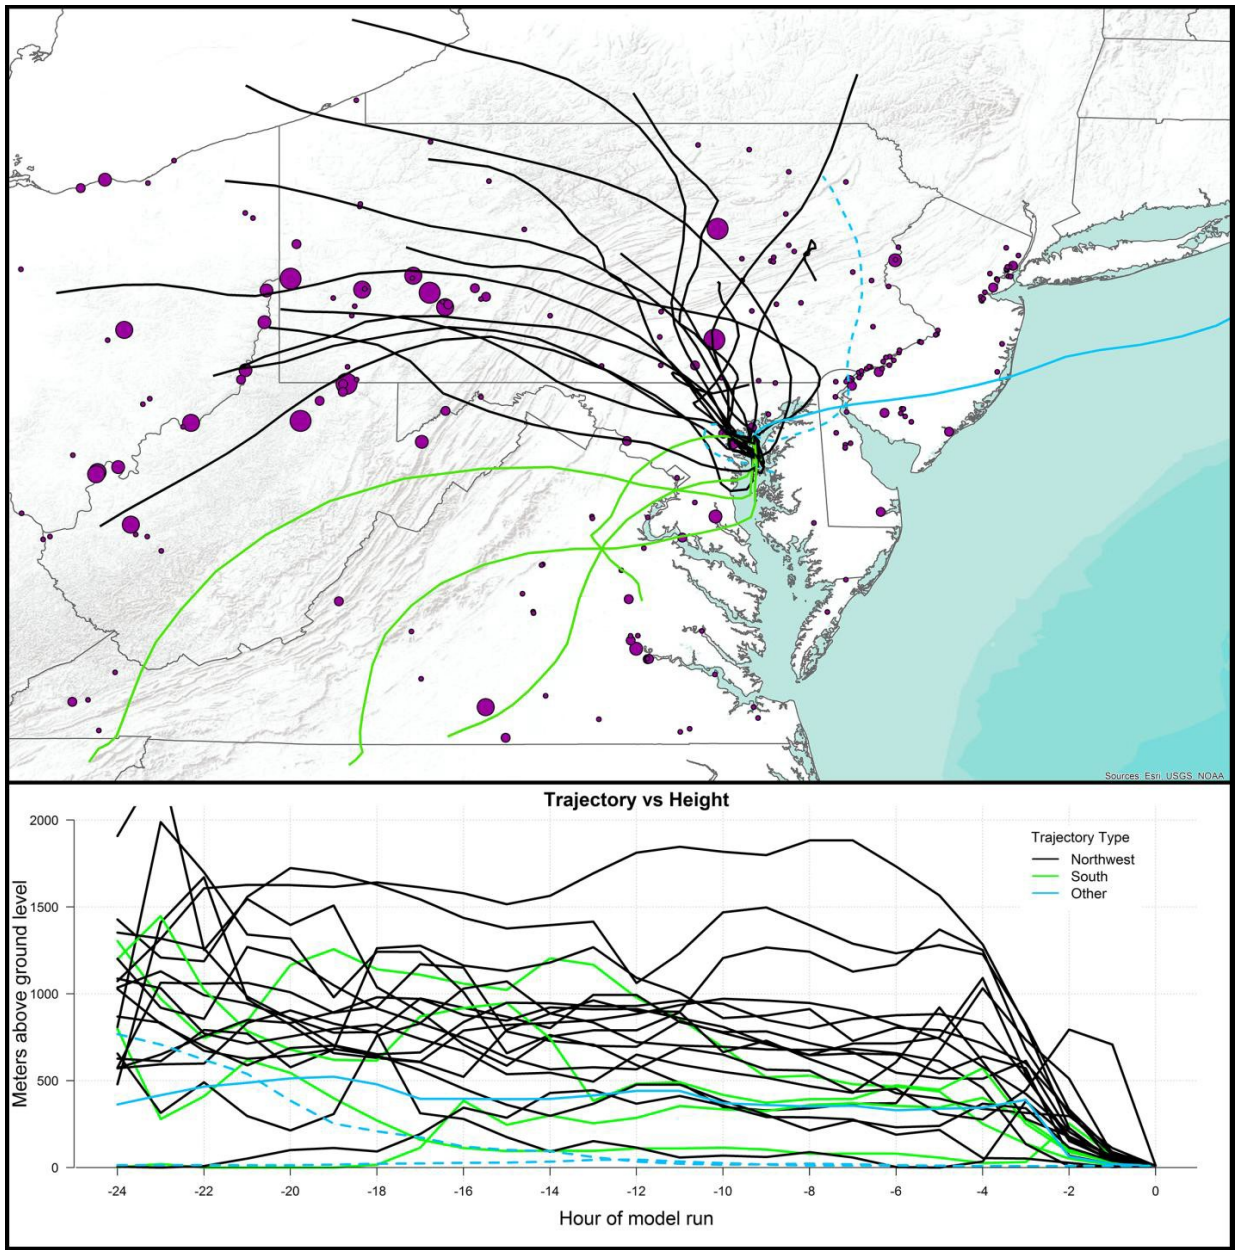 Sources: Esri, USGS, NOAA
Trajectory vs Height
2000
1500
1000
500
0
Meters above ground level
Trajectory Type
Northwest
South
Other
-24
-22
-20
-18
-16
-14
-12
-10
-8
-6
-4
-2
0
Hour of model run